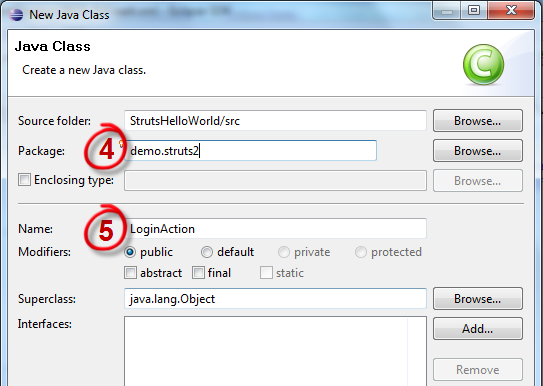 New Java Class
Java Class
Create a new Java class.
C
Source folder: StrutsHelloWorld/src Browse...
4
Package: demo.struts2 Browse...
Enclosing type: Browse...
5
Name: LoginAction
Modifiers: public default private protected
abstract final static
Superclass: java.lang.Object Browse...
Interfaces: Add...
Remove